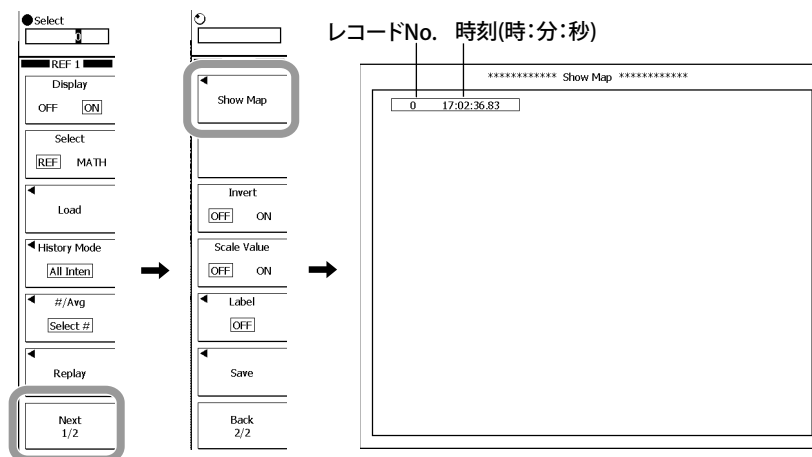 Select
0
REF 1
Display
OFF ON
Select
REF MATH
Load
History Mode
All Inten
#/Avg
Select #
Replay
Next
1/2
Show Map
Invert
OFF ON
Scale Value
OFF ON
Label
OFF
Save
Back
2/2
レコードNo. 時刻(時：分：秒)
************ Show Map ************
0 17:02:36.83